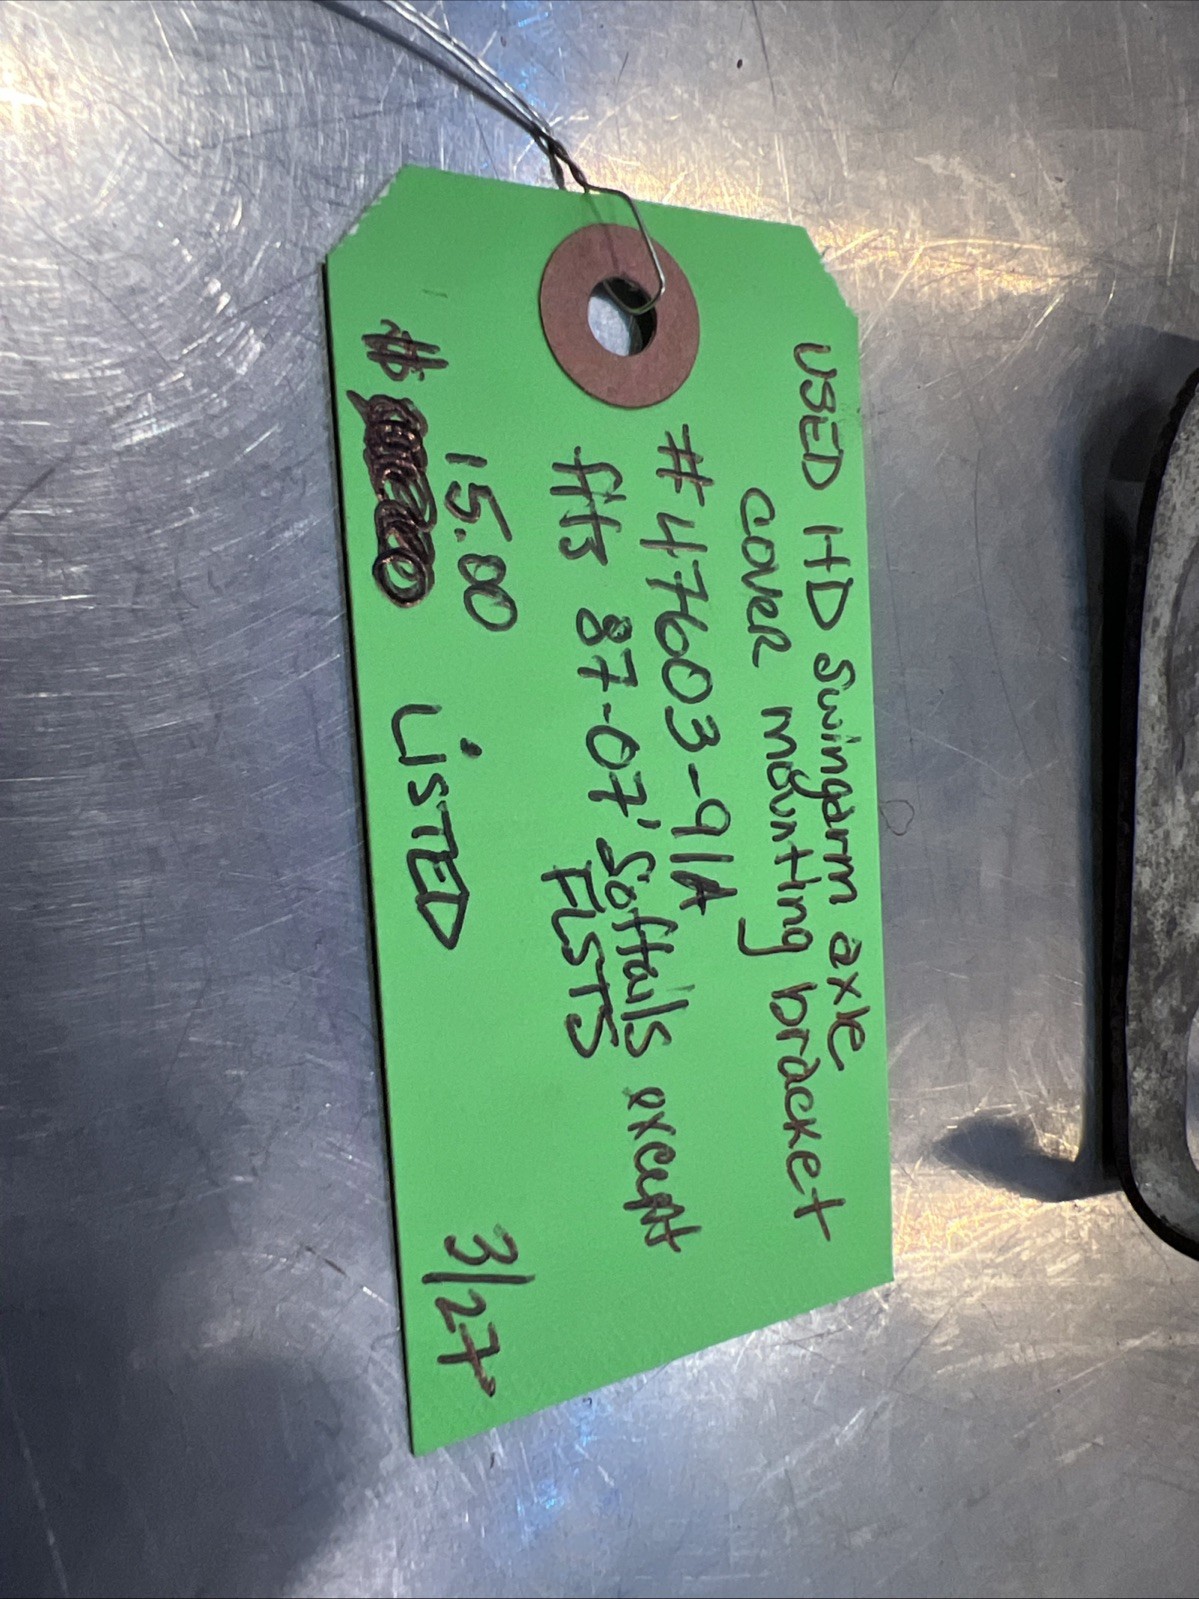 USED HD Swingarm axle
cover mounting bracket
#47603-91A
fits 87-07' Softails except
FLSTS
15.00
$
LiSTED
3/27